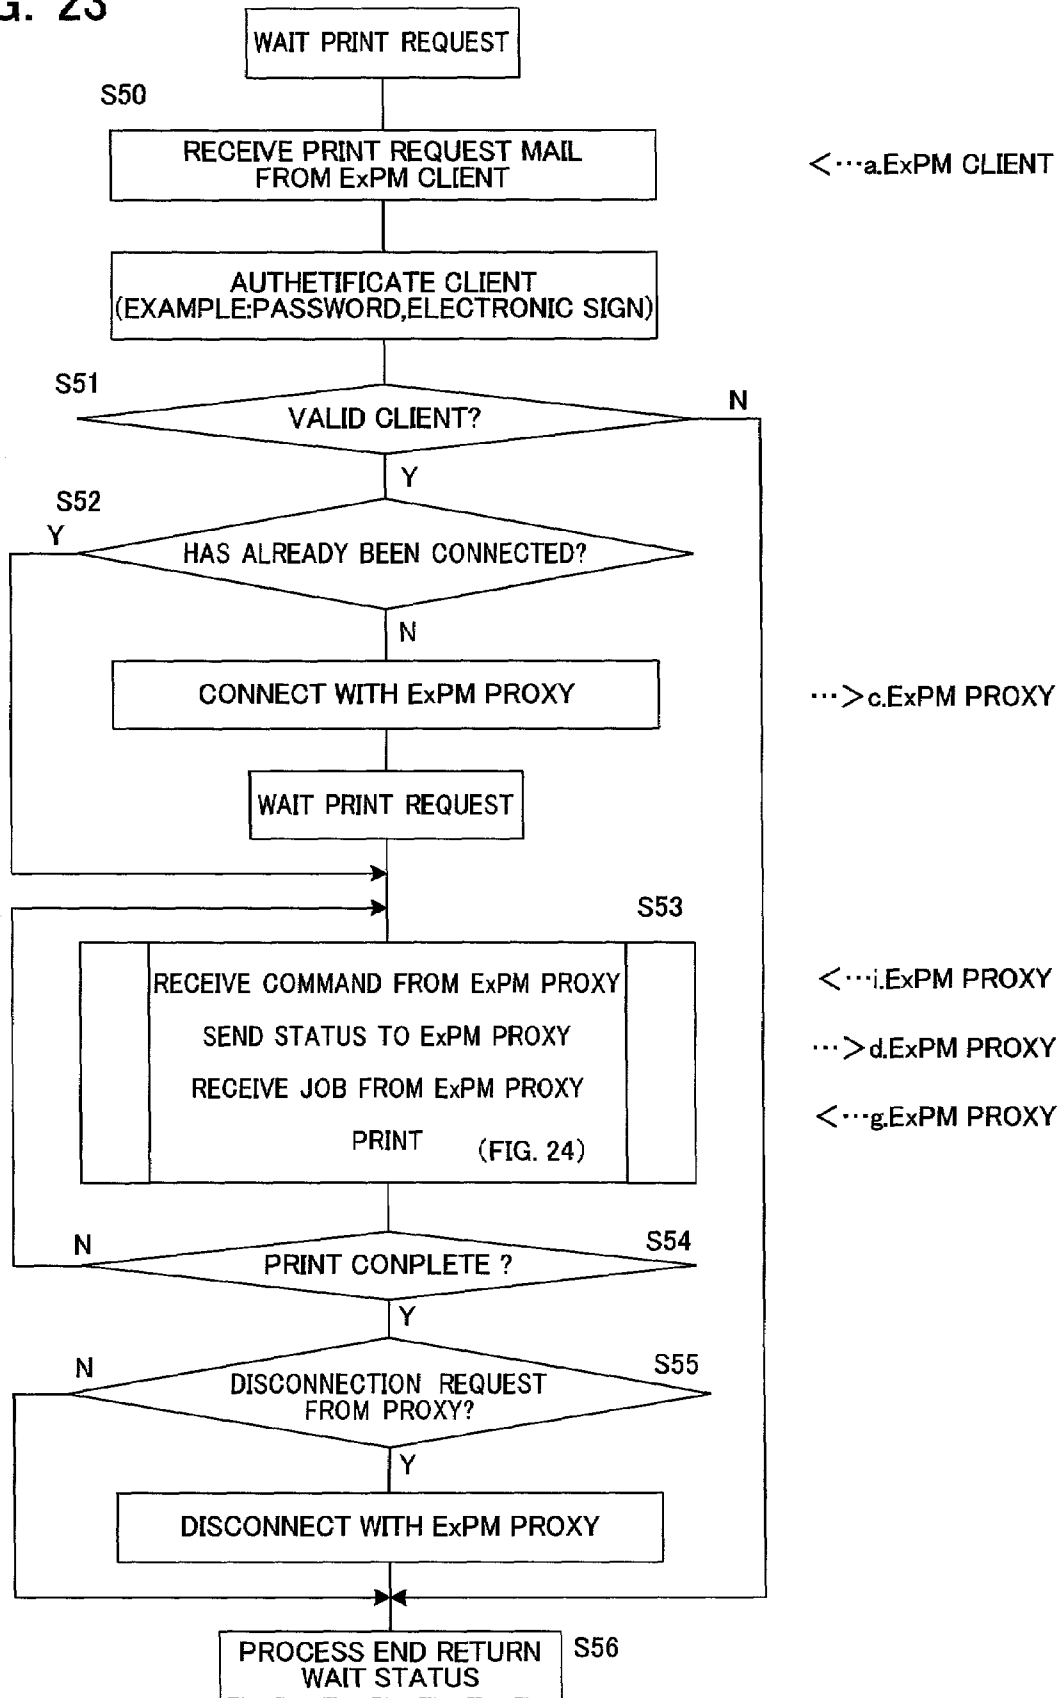 G. 23
WAIT PRINT REQUEST
S50
RECEIVE PRINT REQUEST MAIL
FROM ExPM CLIENT
<···a.ExPM CLIENT
AUTHETIFICATE CLIENT
(EXAMPLE:PASSWORD,ELECTRONIC SIGN)
S51
VALID CLIENT?
N
Y
S52
Y
HAS ALREADY BEEN CONNECTED?
N
CONNECT WITH ExPM PROXY
···>c.ExPM PROXY
WAIT PRINT REQUEST
S53
RECEIVE COMMAND FROM ExPM PROXY
<···i.ExPM PROXY
SEND STATUS TO ExPM PROXY
···>d.ExPM PROXY
RECEIVE JOB FROM ExPM PROXY
<···g.ExPM PROXY
PRINT (FIG. 24)
N
S54
PRINT CONPLETE ?
Y
N
S55
DISCONNECTION REQUEST
FROM PROXY?
Y
DISCONNECT WITH ExPM PROXY
PROCESS END RETURN
WAIT STATUS
S56